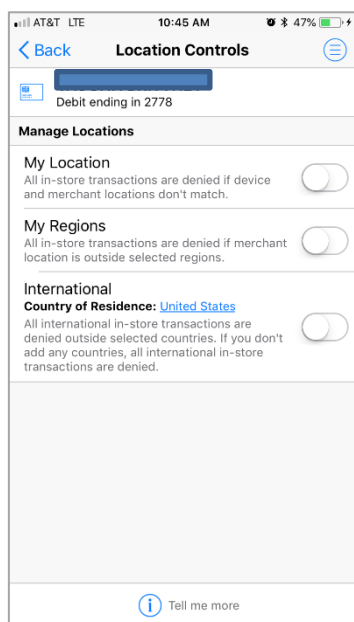 AT&T LTE 10:45 AM 47%
Back Location Controls
Debit ending in 2778
Manage Locations
My Location
All in-store transactions are denied if device
and merchant locations don't match.
My Regions
All in-store transactions are denied if merchant
location is outside selected regions.
International
Country of Residence: United States
All international in-store transactions are
denied outside selected countries. If you don't
add any countries, all international in-store
transactions are denied.
Tell me more